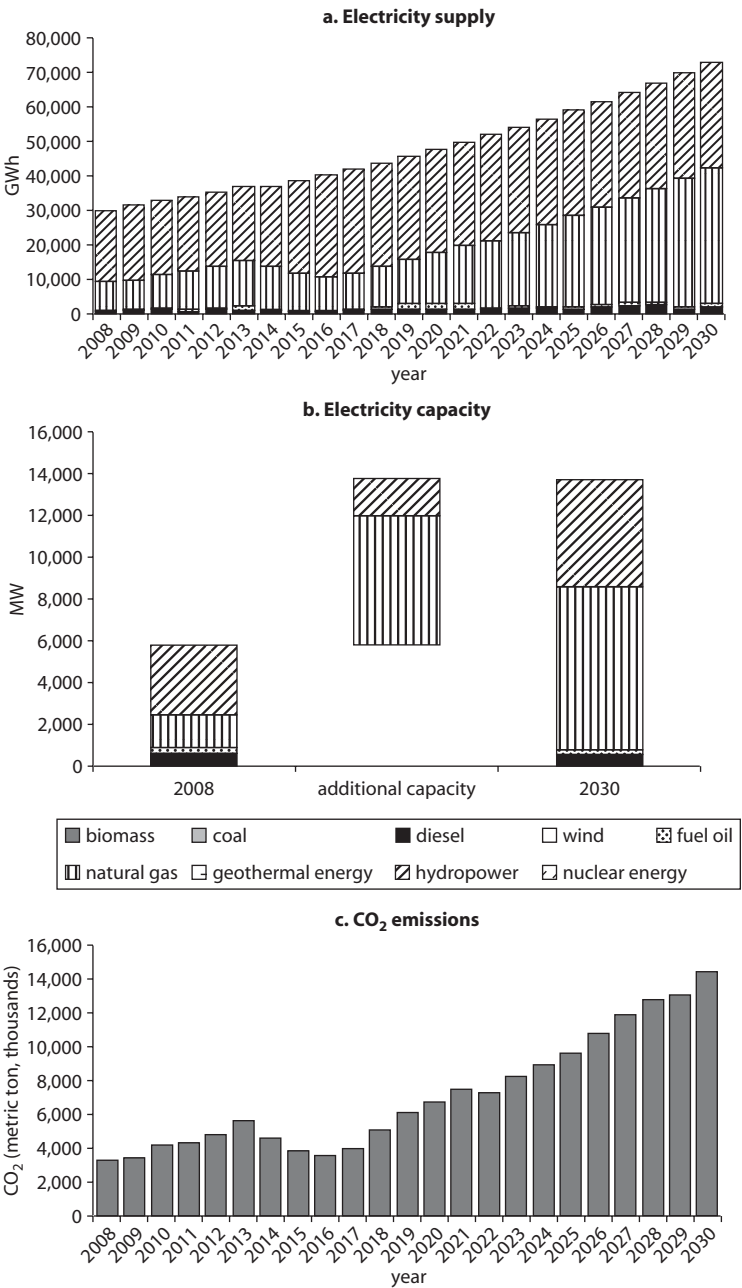 a. Electricity supply
80,000
70,000
60,000
50,000
40,000
30,000
20,000
10,000
0
GWh
2008 2009 2010 2011 2012 2013 2014 2015 2016 2017 2018 2019 2020 2021 2022 2023 2024 2025 2026 2027 2028 2029 2030
year
b. Electricity capacity
16,000
14,000
12,000
10,000
8,000
6,000
4,000
2,000
0
MW
2008 additional capacity 2030
biomass coal diesel wind fuel oil
natural gas geothermal energy hydropower nuclear energy
c. CO₂ emissions
16,000
14,000
12,000
10,000
8,000
6,000
4,000
2,000
0
CO₂ (metric ton, thousands)
2008 2009 2010 2011 2012 2013 2014 2015 2016 2017 2018 2019 2020 2021 2022 2023 2024 2025 2026 2027 2028 2029 2030
year